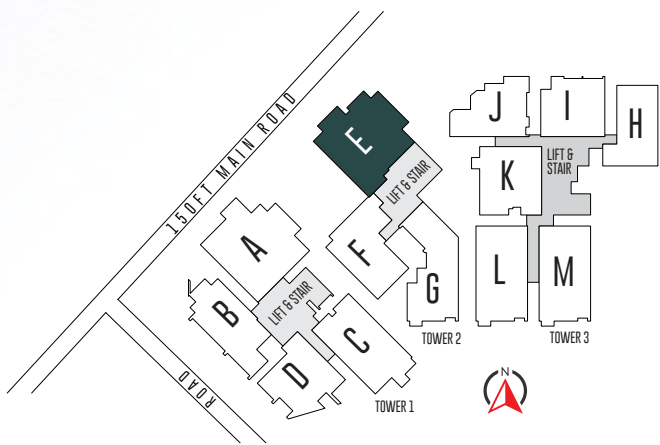 150FT MAIN ROAD
J
I
H
E
LIFT &
STAIR
K
LIFT & STAIR
A
F
L
M
G
B
LIFT & STAIR
C
TOWER 2
TOWER 3
D
N
ROAD
TOWER 1